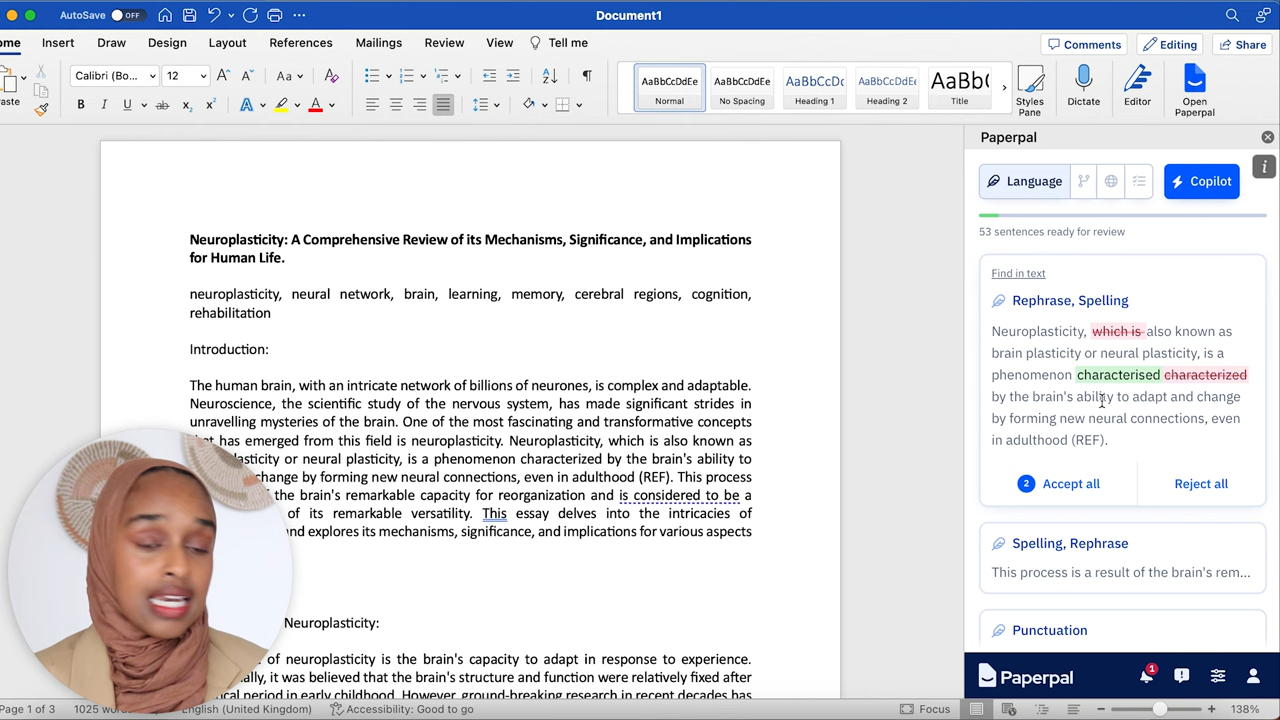 AutoSave OFF
Document1
ome Insert Draw Design Layout References Mailings Review View Tell me
Comments Editing Share
Calibri (Bo... 12
Aa
B I U ab x₂ x² A A
AaBbCcDdEe AaBbCcDdEe AaBbCcDc AaBbCcDdEe AaBb(
Normal No Spacing Heading 1 Heading 2 Title
Styles Pane
Dictate
Editor
Open Paperpal
aste
Neuroplasticity: A Comprehensive Review of its Mechanisms, Significance, and Implications
for Human Life.
neuroplasticity, neural network, brain, learning, memory, cerebral regions, cognition,
rehabilitation
Introduction:
The human brain, with an intricate network of billions of neurones, is complex and adaptable.
Neuroscience, the scientific study of the nervous system, has made significant strides in
unravelling mysteries of the brain. One of the most fascinating and transformative concepts
that has emerged from this field is neuroplasticity. Neuroplasticity, which is also known as
plasticity or neural plasticity, is a phenomenon characterized by the brain's ability to
change by forming new neural connections, even in adulthood (REF). This process
the brain's remarkable capacity for reorganization and is considered to be a
of its remarkable versatility. This essay delves into the intricacies of
and explores its mechanisms, significance, and implications for various aspects
Neuroplasticity:
of neuroplasticity is the brain's capacity to adapt in response to experience.
ally, it was believed that the brain's structure and function were relatively fixed after
ical period in early childhood. However, ground-breaking research in recent decades has
Paperpal
Language Copilot
53 sentences ready for review
Find in text
Rephrase, Spelling
Neuroplasticity, which is also known as
brain plasticity or neural plasticity, is a
phenomenon characterised characterized
by the brain's ability to adapt and change
by forming new neural connections, even
in adulthood (REF).
2 Accept all Reject all
Spelling, Rephrase
This process is a result of the brain's rem...
Punctuation
Paperpal 1
Page 1 of 3 1025 words English (United Kingdom) Accessibility: Good to go Focus 138%